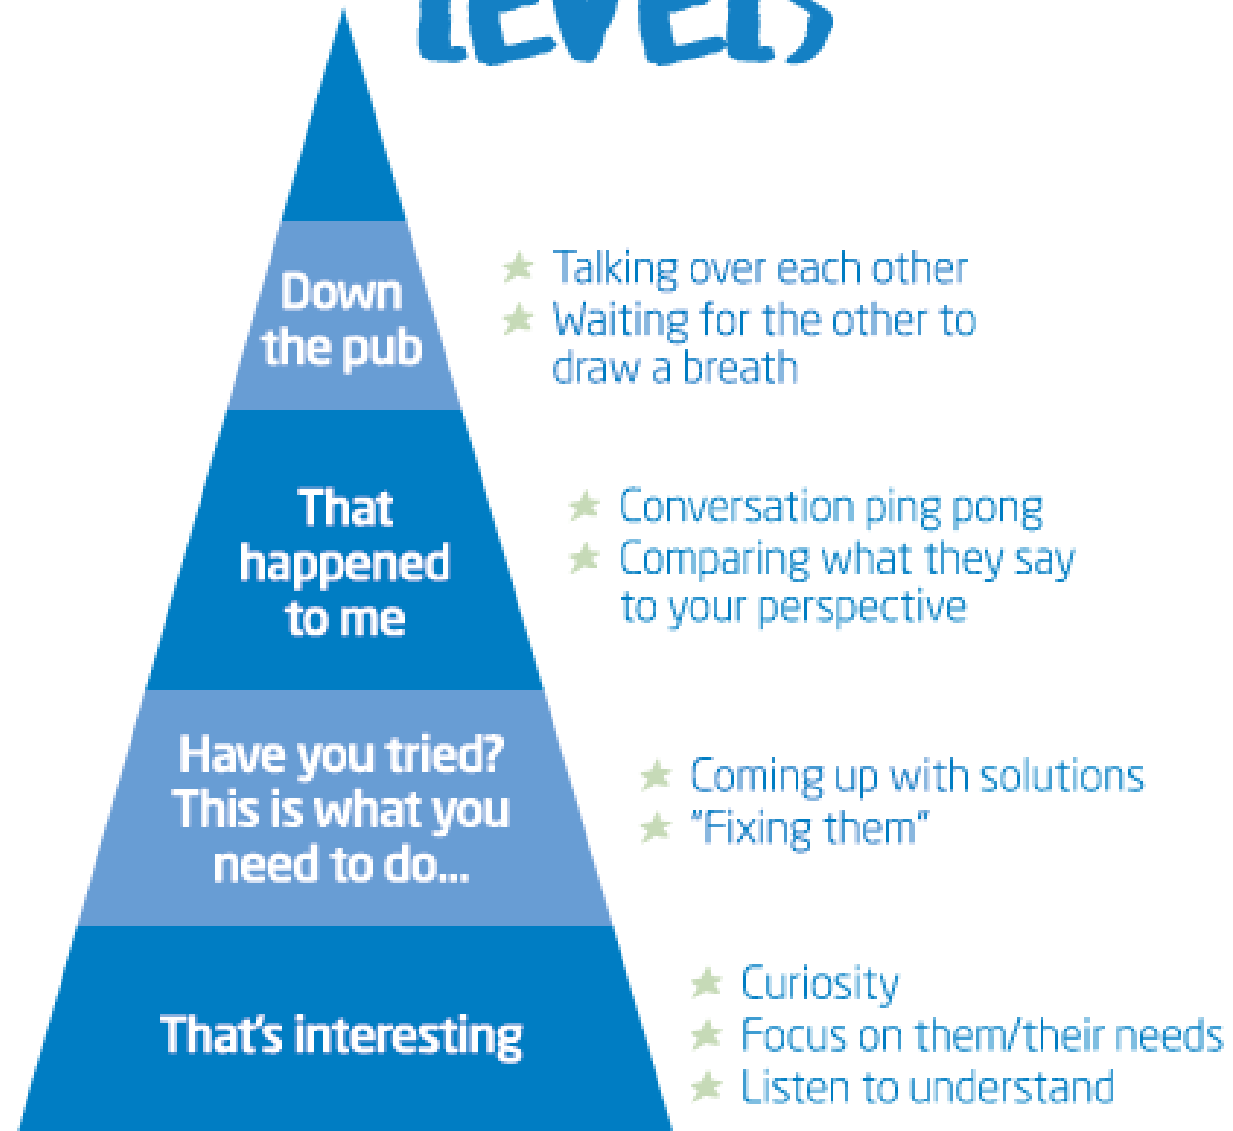 levels
Down
the pub
Talking over each other
Waiting for the other to
draw a breath
That
happened
to me
Conversation ping pong
Comparing what they say
to your perspective
Have you tried?
This is what you
need to do...
Coming up with solutions
"Fixing them"
That's interesting
Curiosity
Focus on them/their needs
Listen to understand